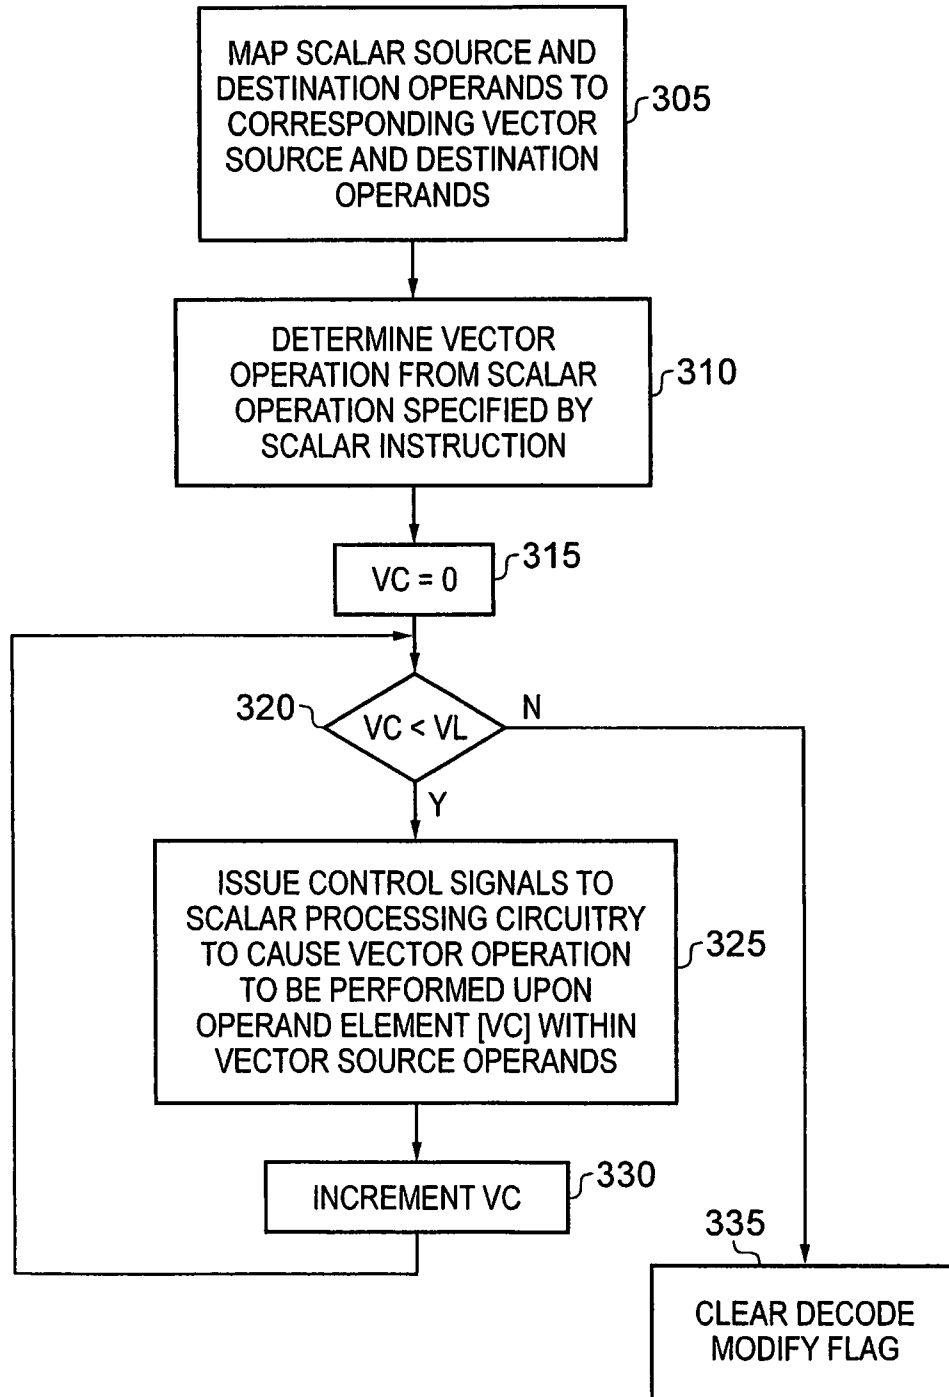 MAP SCALAR SOURCE AND
DESTINATION OPERANDS TO
CORRESPONDING VECTOR
SOURCE AND DESTINATION
OPERANDS
305
DETERMINE VECTOR
OPERATION FROM SCALAR
OPERATION SPECIFIED BY
SCALAR INSTRUCTION
310
VC = 0
315
320
VC < VL
N
Y
ISSUE CONTROL SIGNALS TO
SCALAR PROCESSING CIRCUITRY
TO CAUSE VECTOR OPERATION
TO BE PERFORMED UPON
OPERAND ELEMENT [VC] WITHIN
VECTOR SOURCE OPERANDS
325
INCREMENT VC
330
335
CLEAR DECODE
MODIFY FLAG